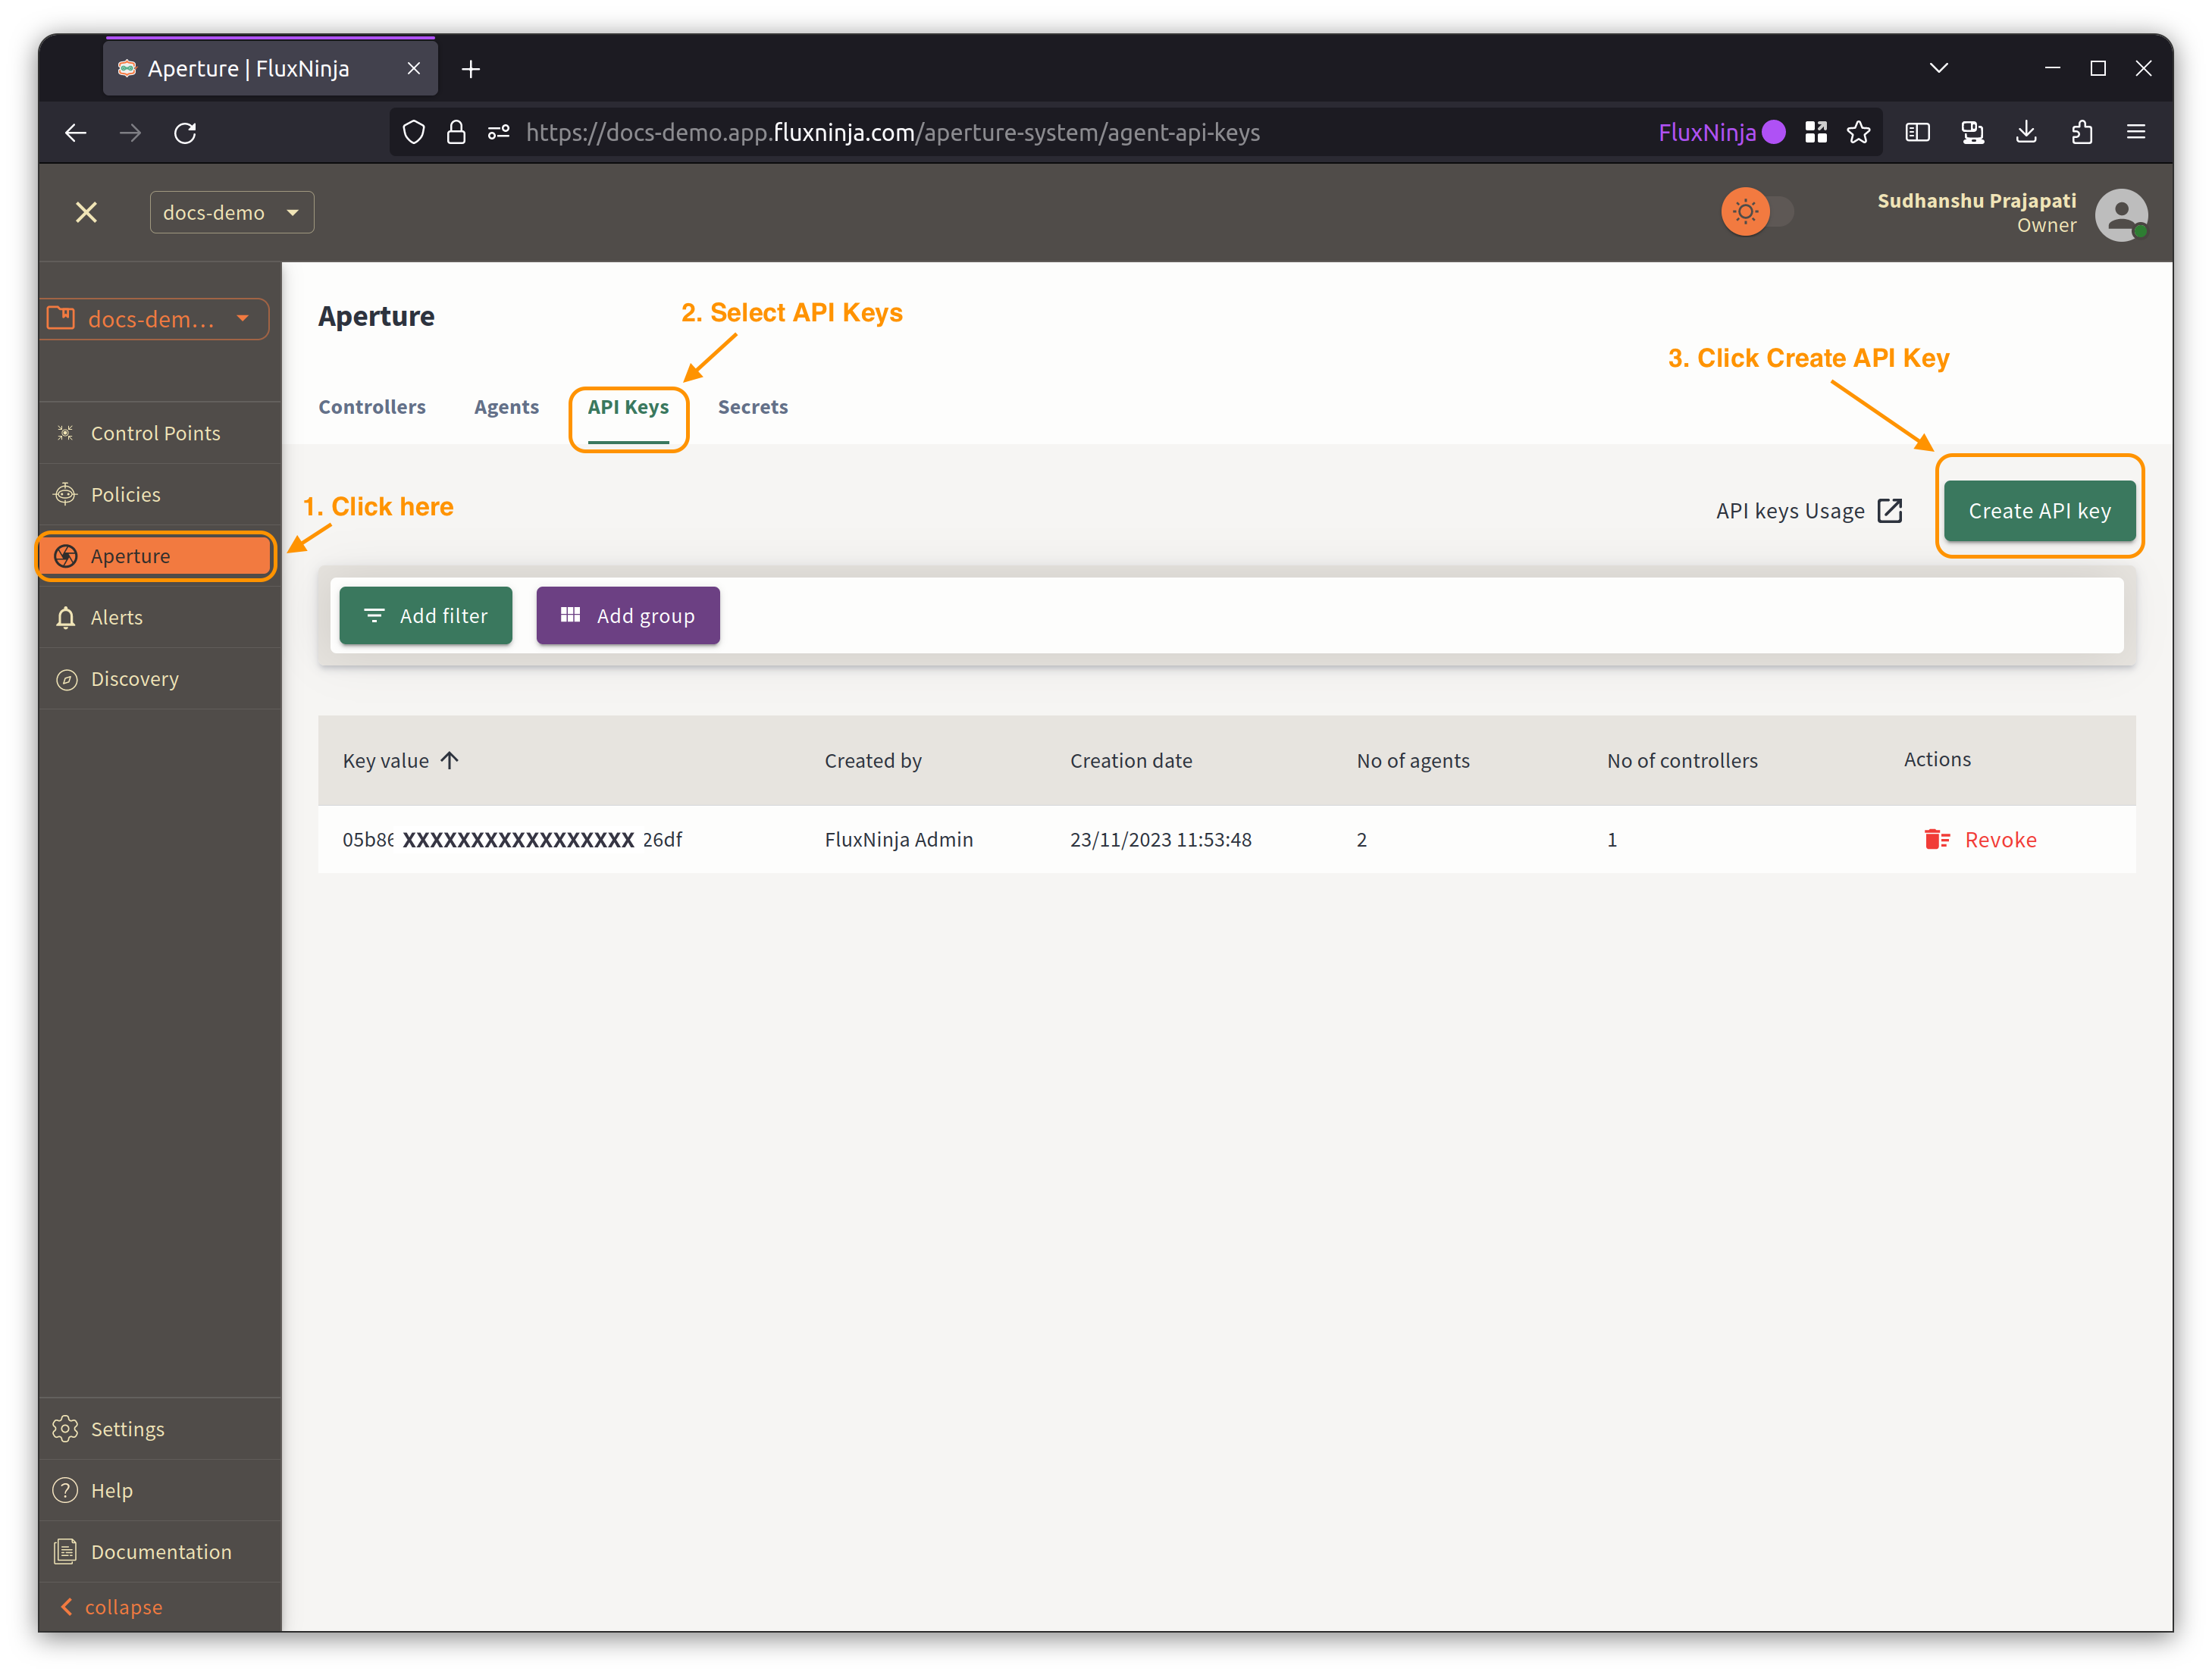 Aperture | FluxNinja
https://docs-demo.app.fluxninja.com/aperture-system/agent-api-keys
FluxNinja
docs-demo
Sudhanshu Prajapati
Owner
docs-dem...
Control Points
Policies
Aperture
Alerts
Discovery
Settings
Help
Documentation
collapse
Aperture
2. Select API Keys
3. Click Create API Key
Controllers Agents API Keys Secrets
1. Click here
API keys Usage
Create API key
Add filter
Add group
Key value Created by Creation date No of agents No of controllers Actions
05b86 XXXXXXXXXXXXXXXXX 26df FluxNinja Admin 23/11/2023 11:53:48 2 1 Revoke